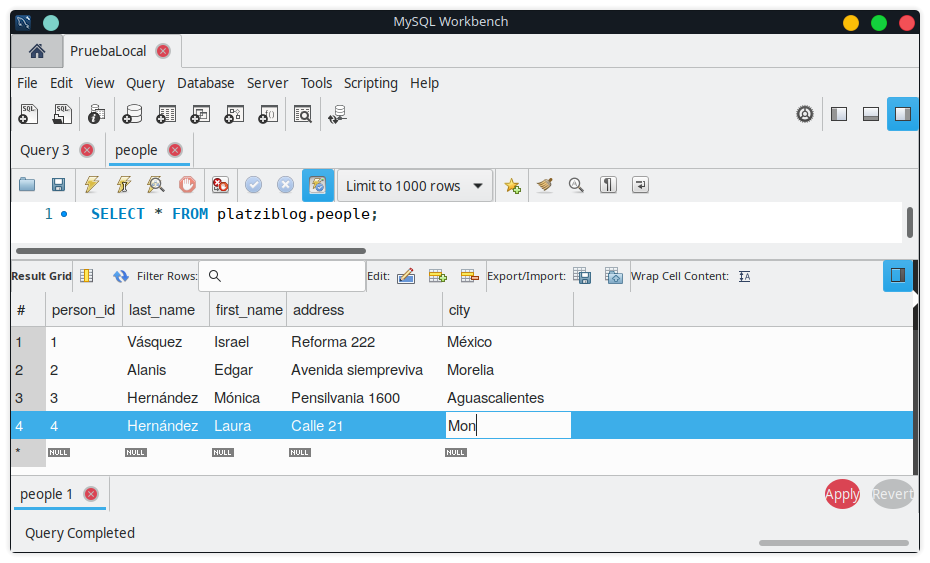 MySQL Workbench
PruebaLocal
File Edit View Query Database Server Tools Scripting Help
SQL SQL
Query 3 people
Limit to 1000 rows
1 SELECT * FROM platziblog.people;
Result Grid Filter Rows: Edit: Export/Import: Wrap Cell Content:
# person_id last_name first_name address city
1 1 Vásquez Israel Reforma 222 México
2 2 Alanis Edgar Avenida siempreviva Morelia
3 3 Hernández Mónica Pensilvania 1600 Aguascalientes
4 4 Hernández Laura Calle 21 Mon
* NULL NULL NULL NULL NULL
people 1 Apply Revert
Query Completed